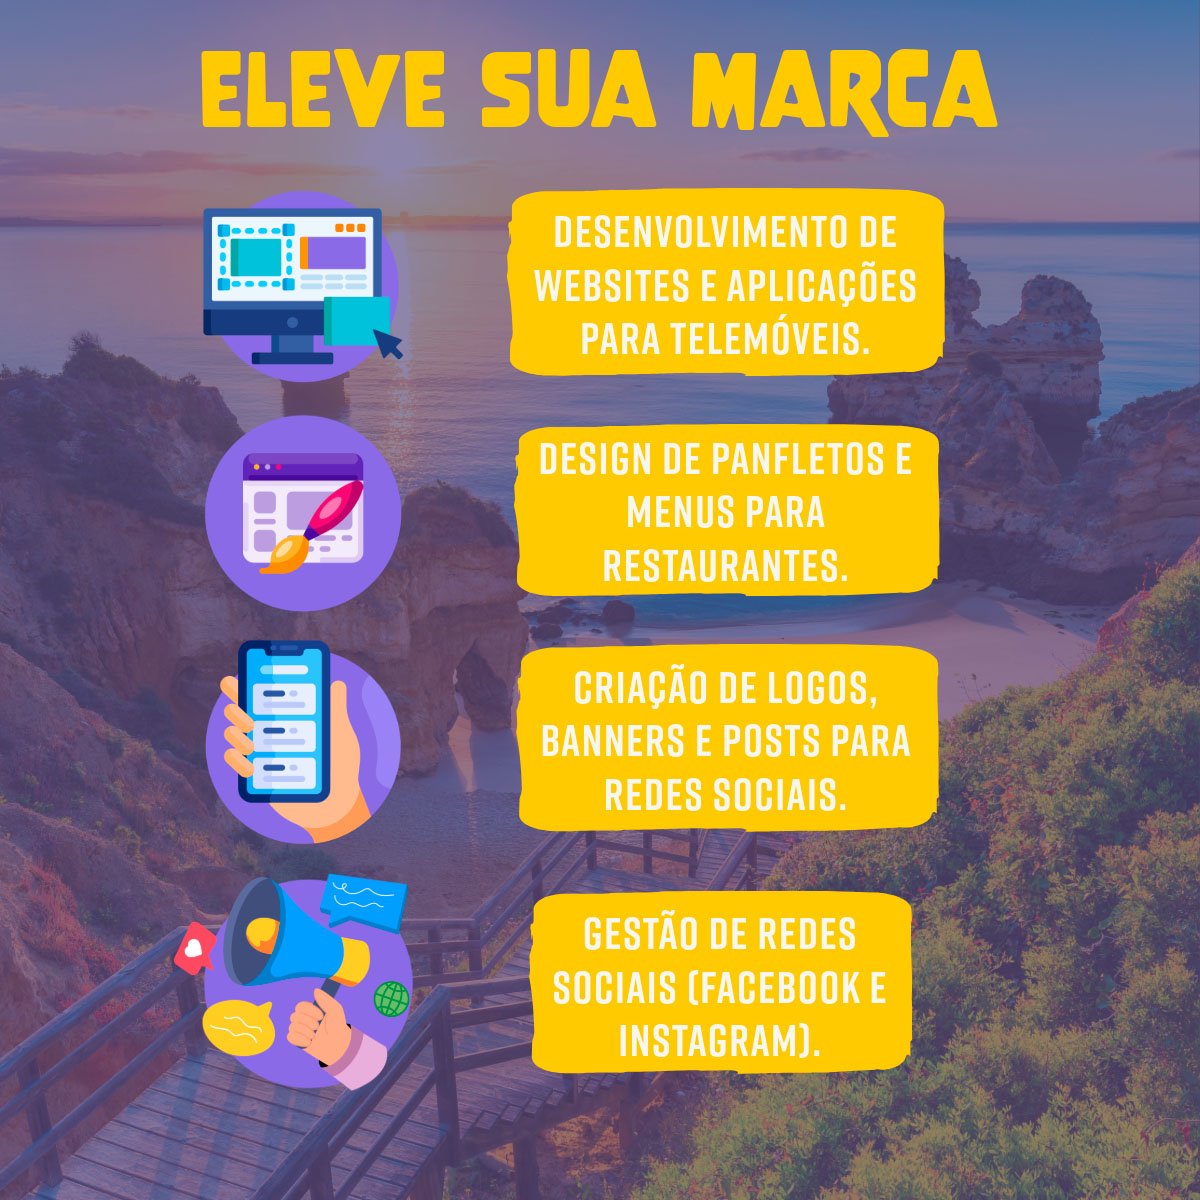 ELEVE SUA MARCA
DESENVOLVIMENTO DE
WEBSITES E APLICAÇÕES
PARA TELEMÓVEIS.
DESIGN DE PANFLETOS E
MENUS PARA
RESTAURANTES.
CRIAÇÃO DE LOGOS,
BANNERS E POSTS PARA
REDES SOCIAIS.
GESTÃO DE REDES
SOCIAIS (FACEBOOK E
INSTAGRAM).